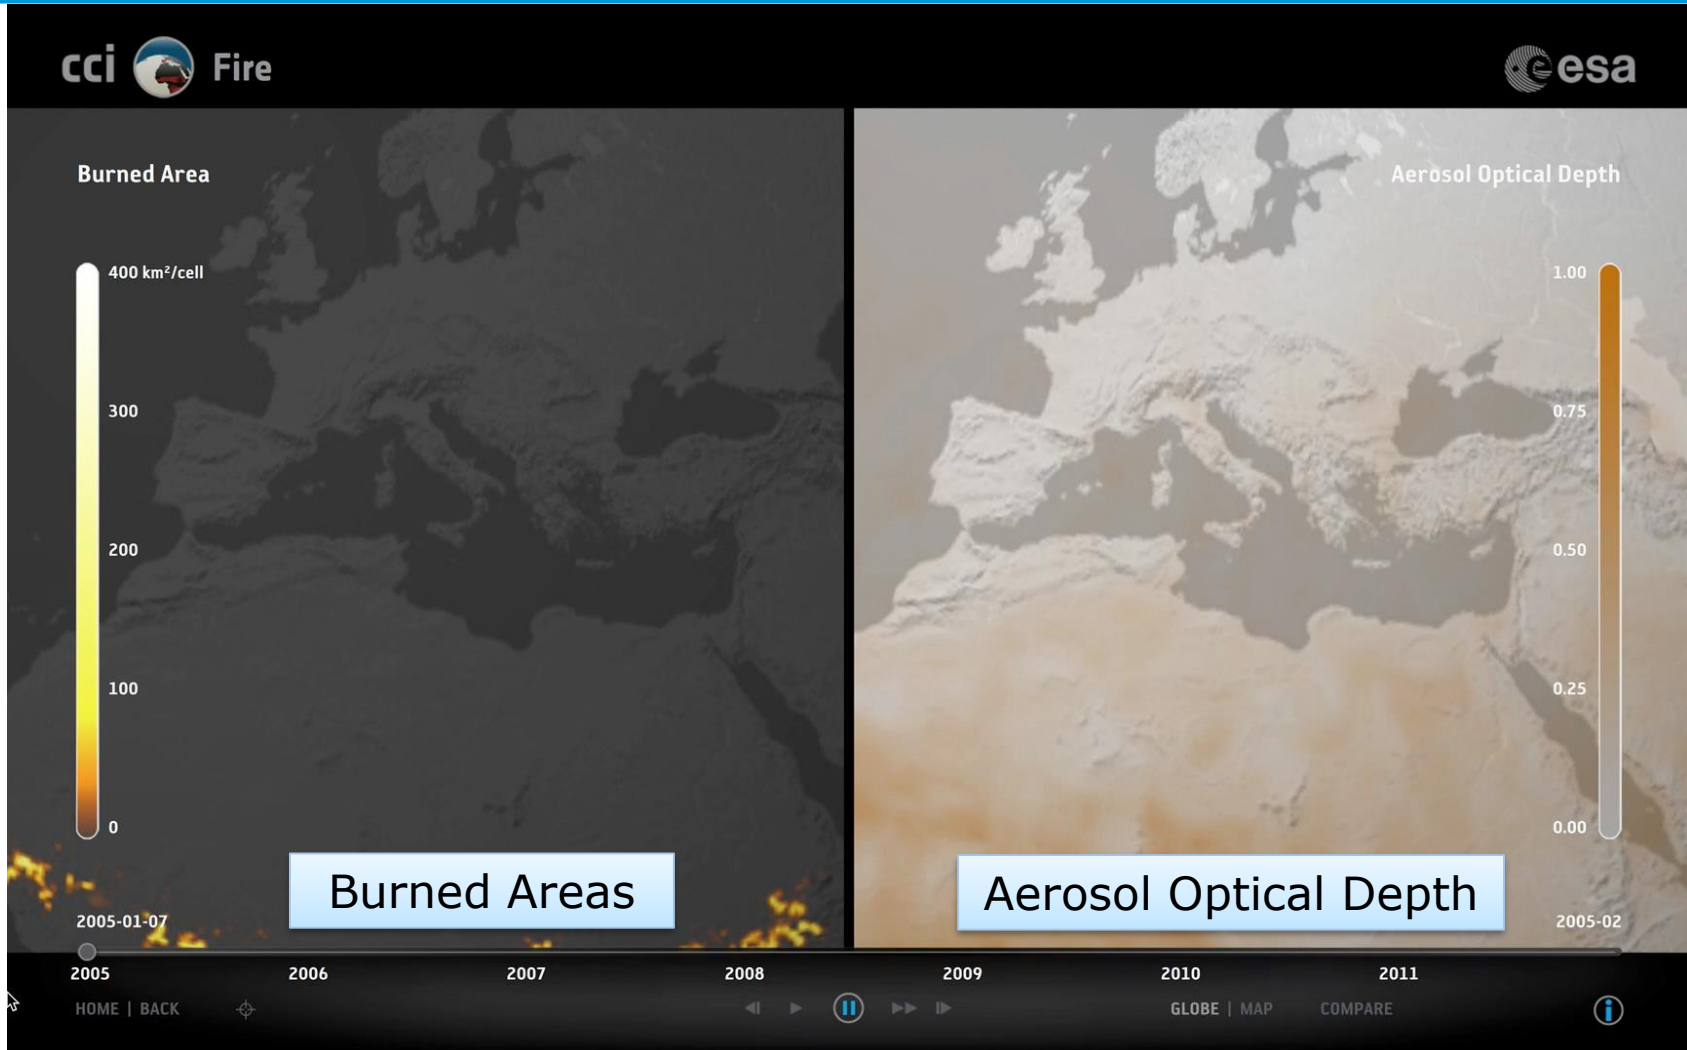 cci Fire
esa
Burned Area
400 km²/cell
300
200
100
0
2005-01-07
Burned Areas
Aerosol Optical Depth
1.00
0.75
0.50
0.25
0.00
2005-02
Aerosol Optical Depth
2005 2006 2007 2008 2009 2010 2011
HOME | BACK
GLOBE | MAP COMPARE
i